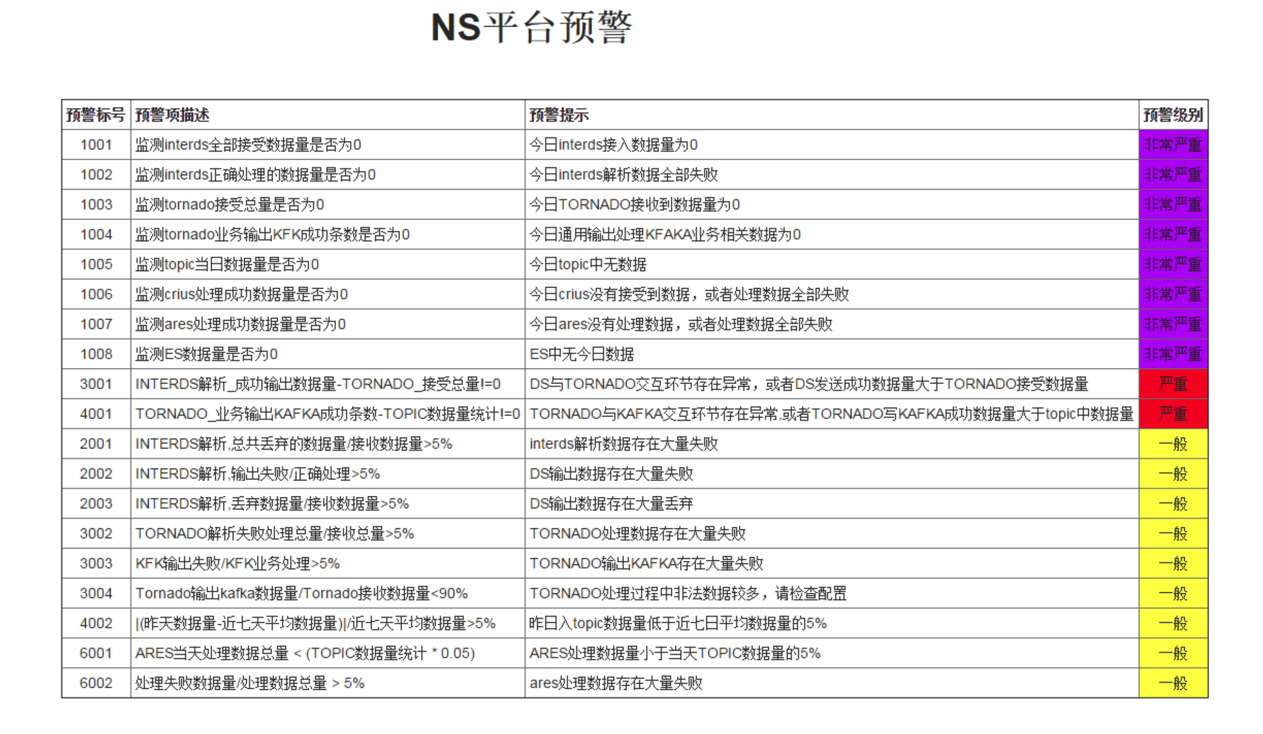 NS平台预警
预警标号 预警项描述 预警提示 预警级别
1001 监测interds全部接受数据量是否为0 今日interds接入数据量为0 非常严重
1002 监测interds正确处理的数据量是否为0 今日interds解析数据全部失败 非常严重
1003 监测tornado接受总量是否为0 今日TORNADO接收到数据量为0 非常严重
1004 监测tornado业务输出KFK成功条数是否为0 今日通用输出处理KFAKA业务相关数据为0 非常严重
1005 监测topic当日数据量是否为0 今日topic中无数据 非常严重
1006 监测crius处理成功数据量是否为0 今日crius没有接受到数据，或者处理数据全部失败 非常严重
1007 监测ares处理成功数据量是否为0 今日ares没有处理数据，或者处理数据全部失败 非常严重
1008 监测ES数据量是否为0 ES中无今日数据 非常严重
3001 INTERDS解析_成功输出数据量-TORNADO_接受总量!=0 DS与TORNADO交互环节存在异常，或者DS发送成功数据量大于TORNADO接受数据量 严重
4001 TORNADO_业务输出KAFKA成功条数-TOPIC数据量统计!=0 TORNADO与KAFKA交互环节存在异常,或者TORNADO写KAFKA成功数据量大于topic中数据量 严重
2001 INTERDS解析,总共丢弃的数据量/接收数据量>5% interds解析数据存在大量失败 一般
2002 INTERDS解析,输出失败/正确处理>5% DS输出数据存在大量失败 一般
2003 INTERDS解析,丢弃数据量/接收数据量>5% DS输出数据存在大量丢弃 一般
3002 TORNADO解析失败处理总量/接收总量>5% TORNADO处理数据存在大量失败 一般
3003 KFK输出失败/KFK业务处理>5% TORNADO输出KAFKA存在大量失败 一般
3004 Tornado输出kafka数据量/Tornado接收数据量<90% TORNADO处理过程中非法数据较多，请检查配置 一般
4002 |(昨天数据量-近七天平均数据量)|/近七天平均数据量>5% 昨日入topic数据量低于近七日平均数据量的5% 一般
6001 ARES当天处理数据总量 < (TOPIC数据量统计 * 0.05) ARES处理数据量小于当天TOPIC数据量的5% 一般
6002 处理失败数据量/处理数据总量 > 5% ares处理数据存在大量失败 一般